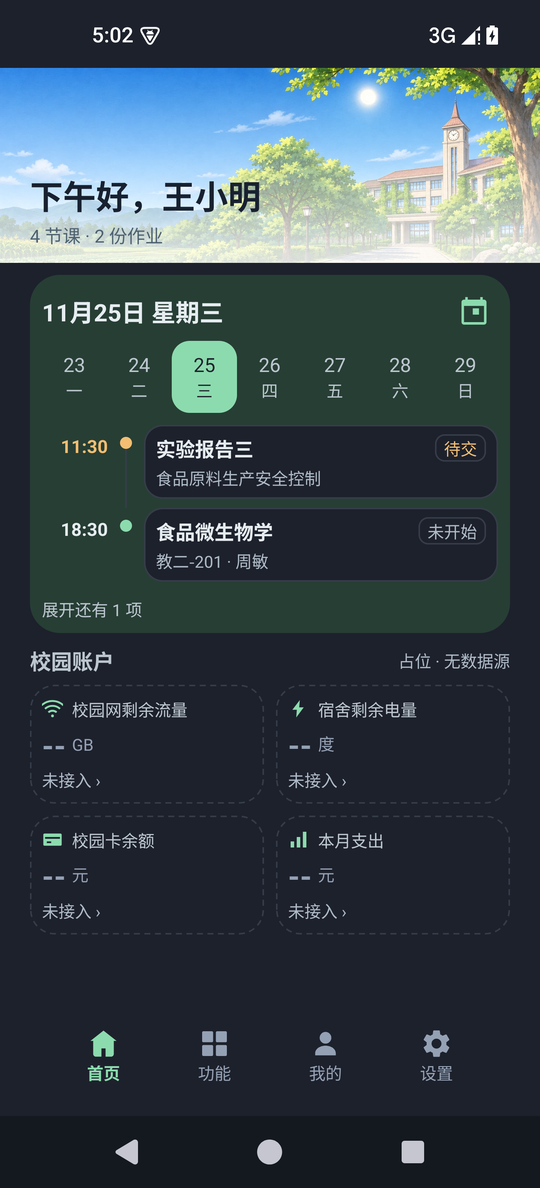 5:02
3G
下午好，王小明
4 节课 · 2 份作业
11月25日 星期三
23 24 25 26 27 28 29
一 二 三 四 五 六 日
11:30 实验报告三 待交
食品原料生产安全控制
18:30 食品微生物学 未开始
教二-201 · 周敏
展开还有 1 项
校园账户 占位 · 无数据源
校园网剩余流量
-- GB
未接入 ›
宿舍剩余电量
-- 度
未接入 ›
校园卡余额
-- 元
未接入 ›
本月支出
-- 元
未接入 ›
首页 功能 我的 设置